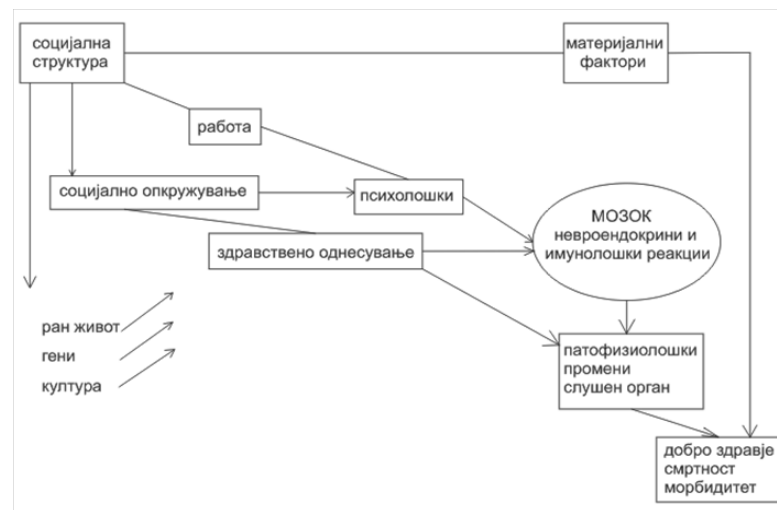 социјална
структура
материјални
фактори
работа
социјално опкружување
психолошки
здравствено однесување
МОЗОК
невроендокрини и
имунолошки реакции
ран живот
гени
култура
патофизиолошки
промени
слушен орган
добро здравје
смртност
морбидитет